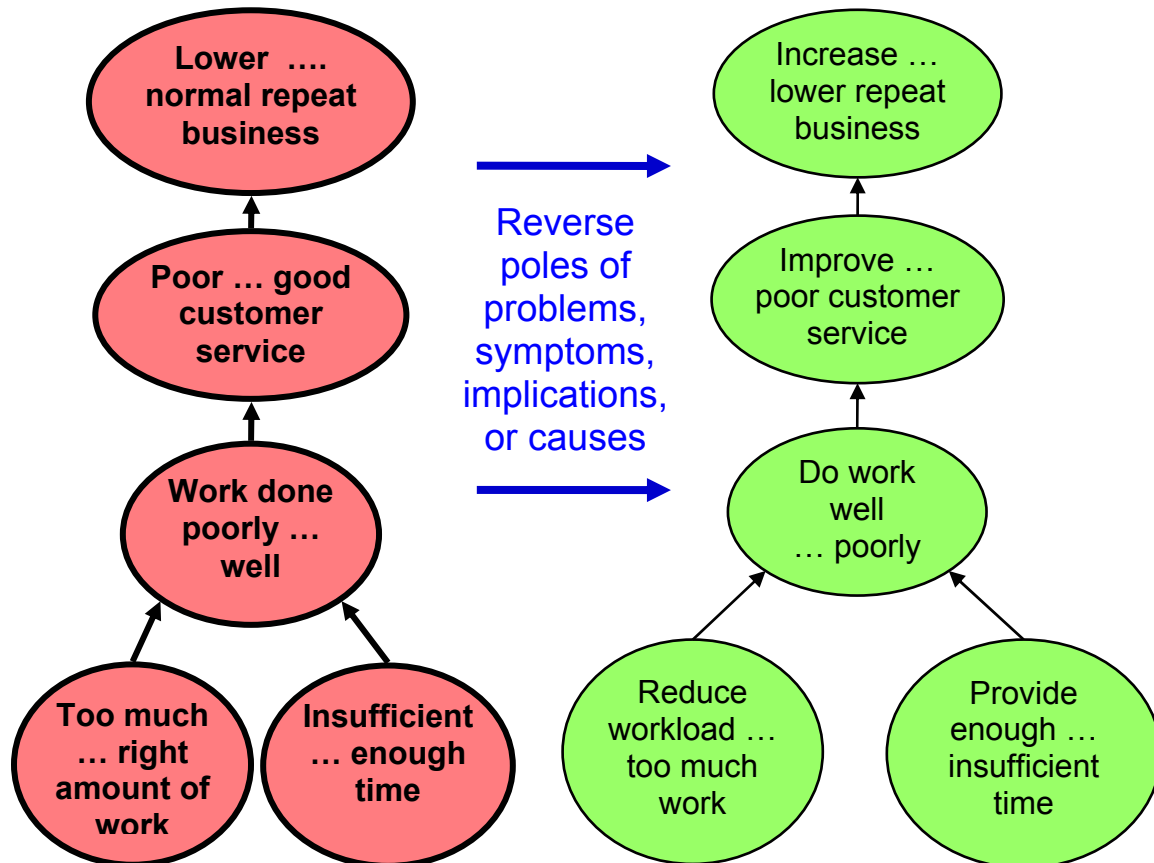 Lower ….
normal repeat
business
Poor … good
customer
service
Work done
poorly …
well
Too much
… right
amount of
work
Insufficient
… enough
time
Reverse
poles of
problems,
symptoms,
implications,
or causes
Increase …
lower repeat
business
Improve …
poor customer
service
Do work
well
… poorly
Reduce
workload …
too much
work
Provide
enough …
insufficient
time